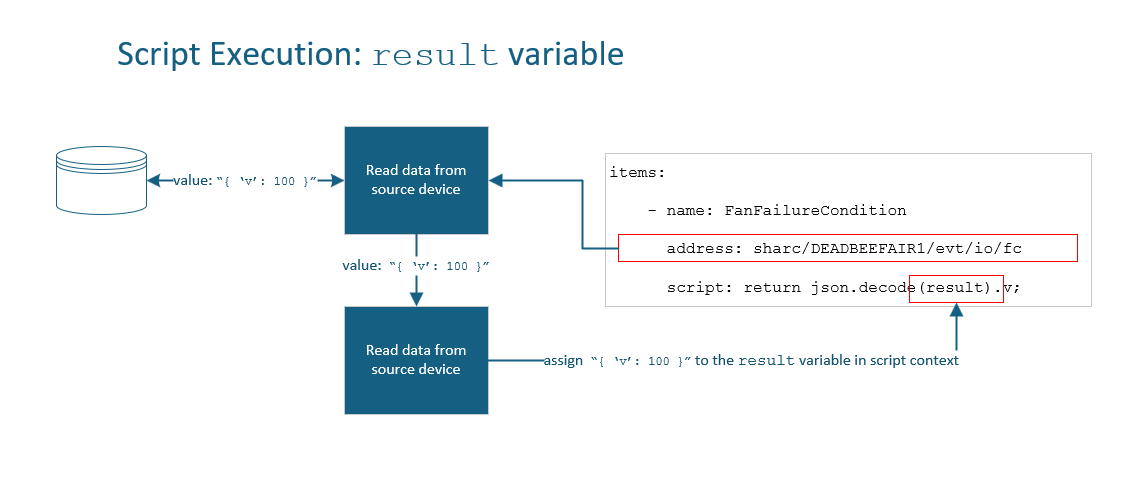 Script Execution: result variable
Read data from
source device
value: “{ ‘v’: 100 }”
items:
- name: FanFailureCondition
address: sharc/DEADBEEFAIR1/evt/io/fc
script: return json.decode(result).v;
value: “{ ‘v’: 100 }”
Read data from
source device
assign “{ ‘v’: 100 }” to the result variable in script context